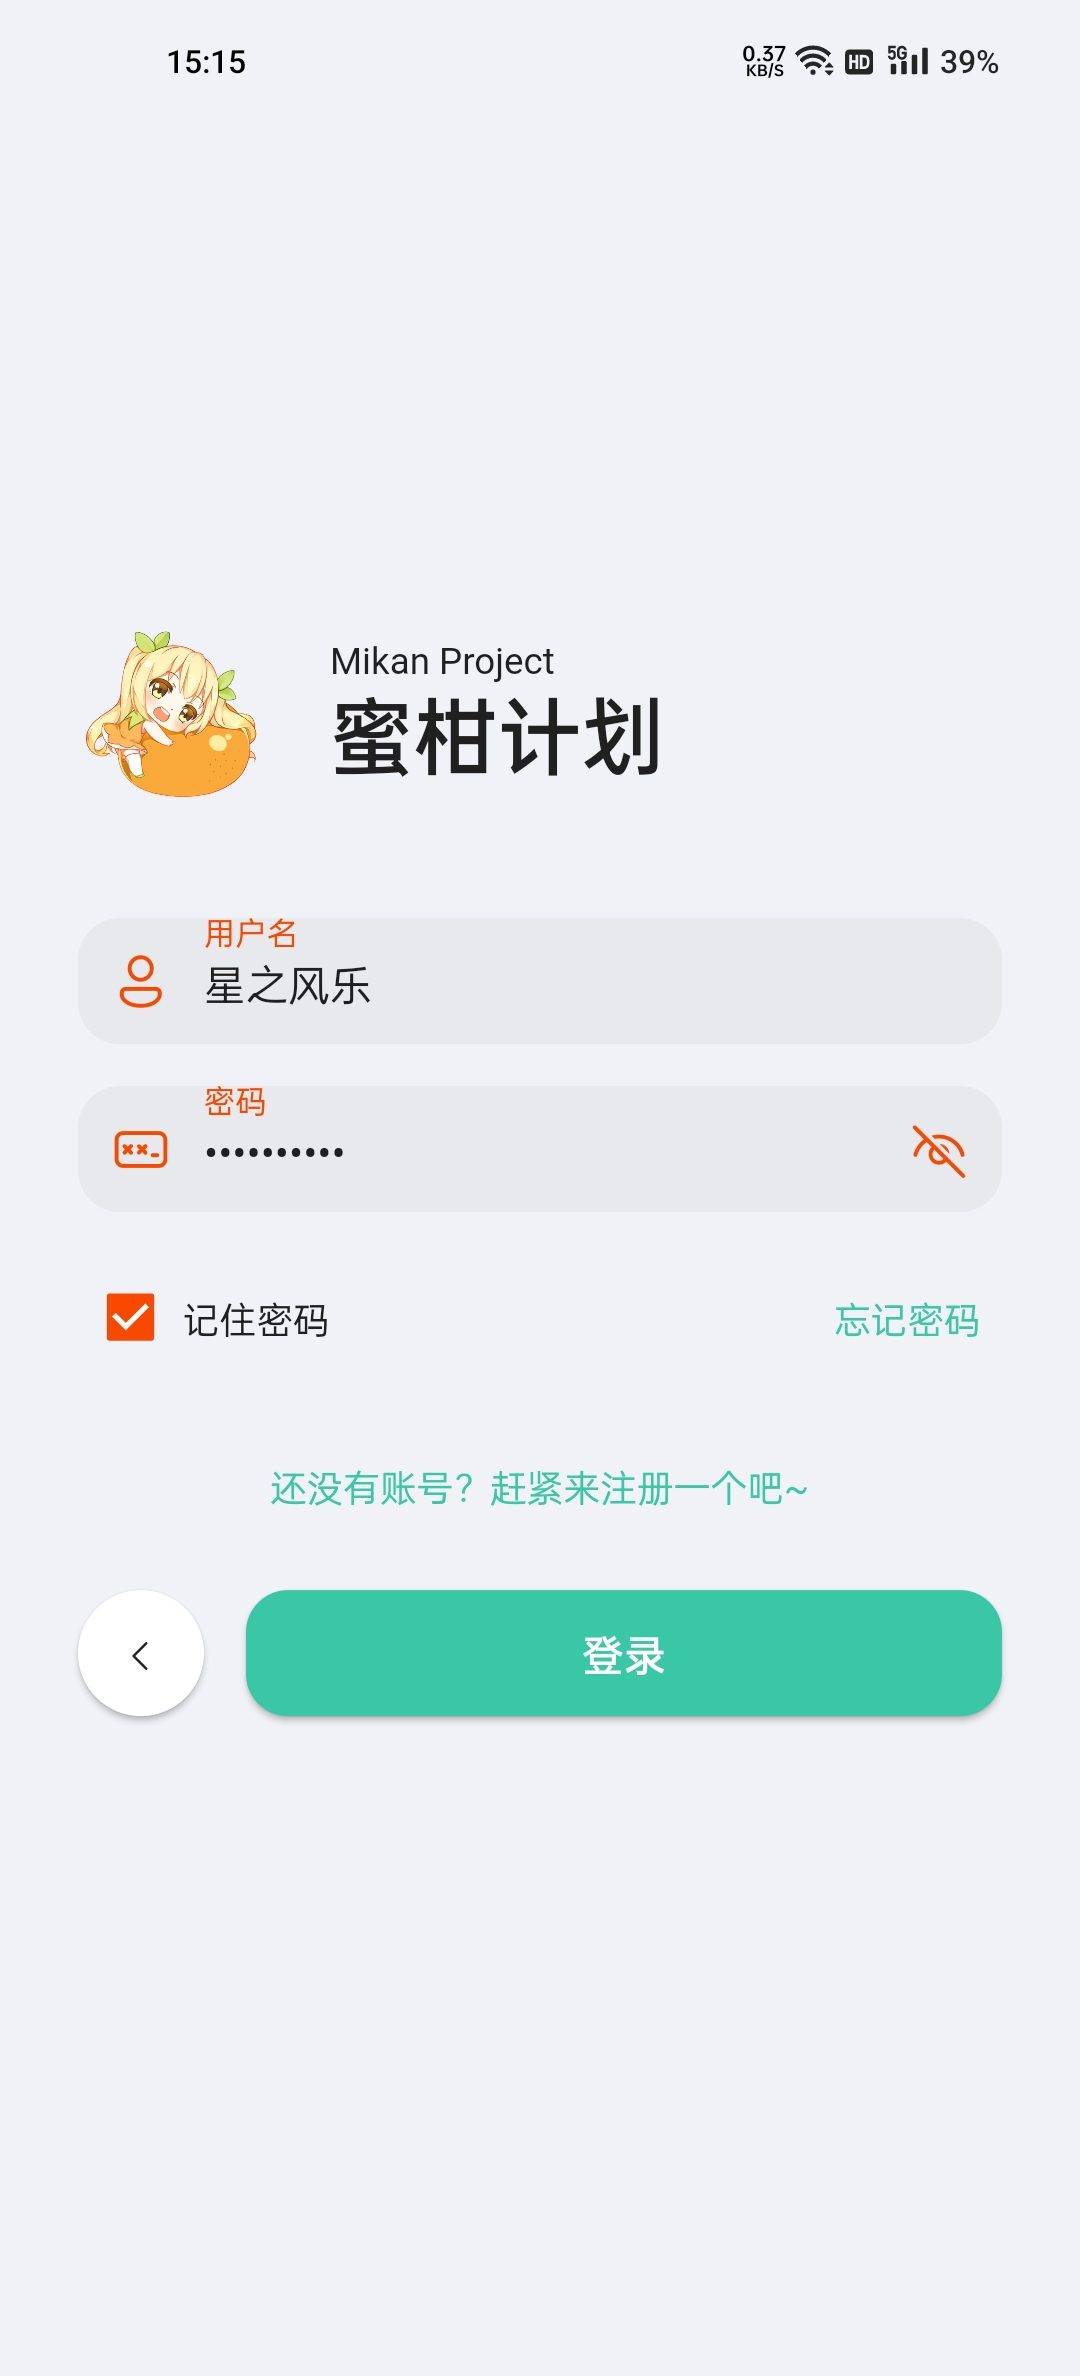 15:15
0.37 KB/S HD 5G 39%
Mikan Project
蜜柑计划
用户名
星之风乐
密码
••••••••••
记住密码
忘记密码
还没有账号？赶紧来注册一个吧~
登录